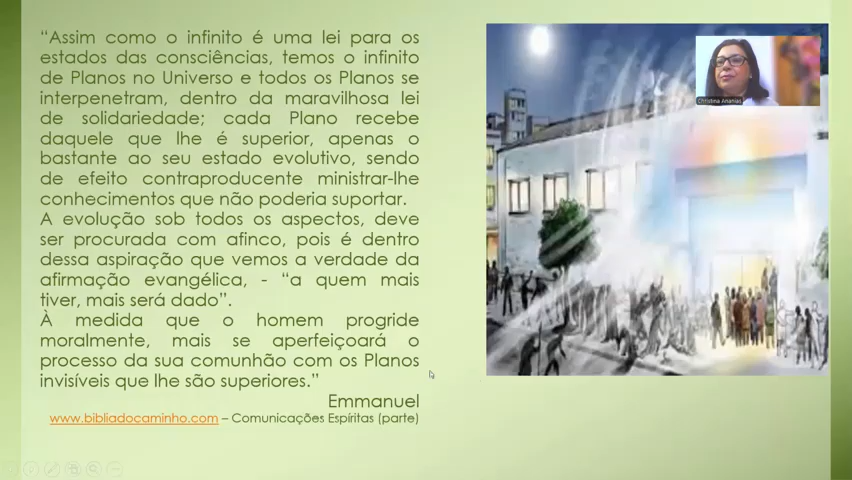 “Assim como o infinito é uma lei para os
estados das consciências, temos o infinito
de Planos no Universo e todos os Planos se
interpenetram, dentro da maravilhosa lei
de solidariedade; cada Plano recebe
daquele que lhe é superior, apenas o
bastante ao seu estado evolutivo, sendo
de efeito contraproducente ministrar-lhe
conhecimentos que não poderia suportar.
A evolução sob todos os aspectos, deve
ser procurada com afinco, pois é dentro
dessa aspiração que vemos a verdade da
afirmação evangélica, - “a quem mais
tiver, mais será dado”.
À medida que o homem progride
moralmente, mais se aperfeiçoará o
processo da sua comunhão com os Planos
invisíveis que lhe são superiores.”
Emmanuel
www.bibliadocaminho.com – Comunicações Espíritas (parte)
Christina Ananias